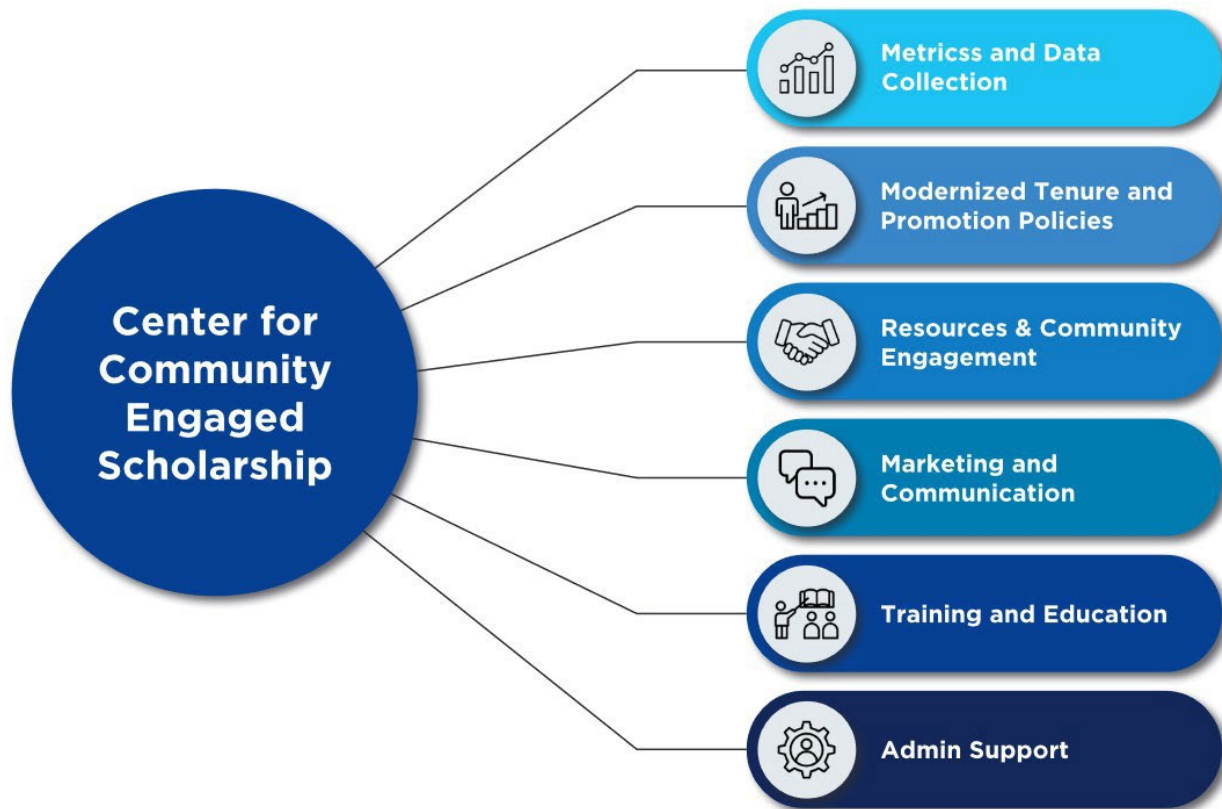 Center for
Community
Engaged
Scholarship
Metricss and Data
Collection
Modernized Tenure and
Promotion Policies
Resources & Community
Engagement
Marketing and
Communication
Training and Education
Admin Support